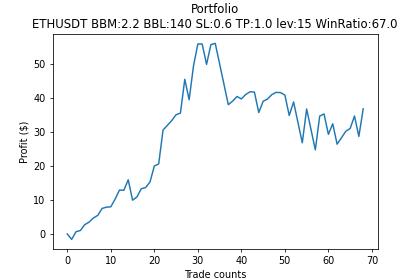 Portfolio
ETHUSDT BBM:2.2 BBL:140 SL:0.6 TP:1.0 lev:15 WinRatio:67.0
Profit ($)
50
40
30
20
10
0
0 10 20 30 40 50 60 70
Trade counts